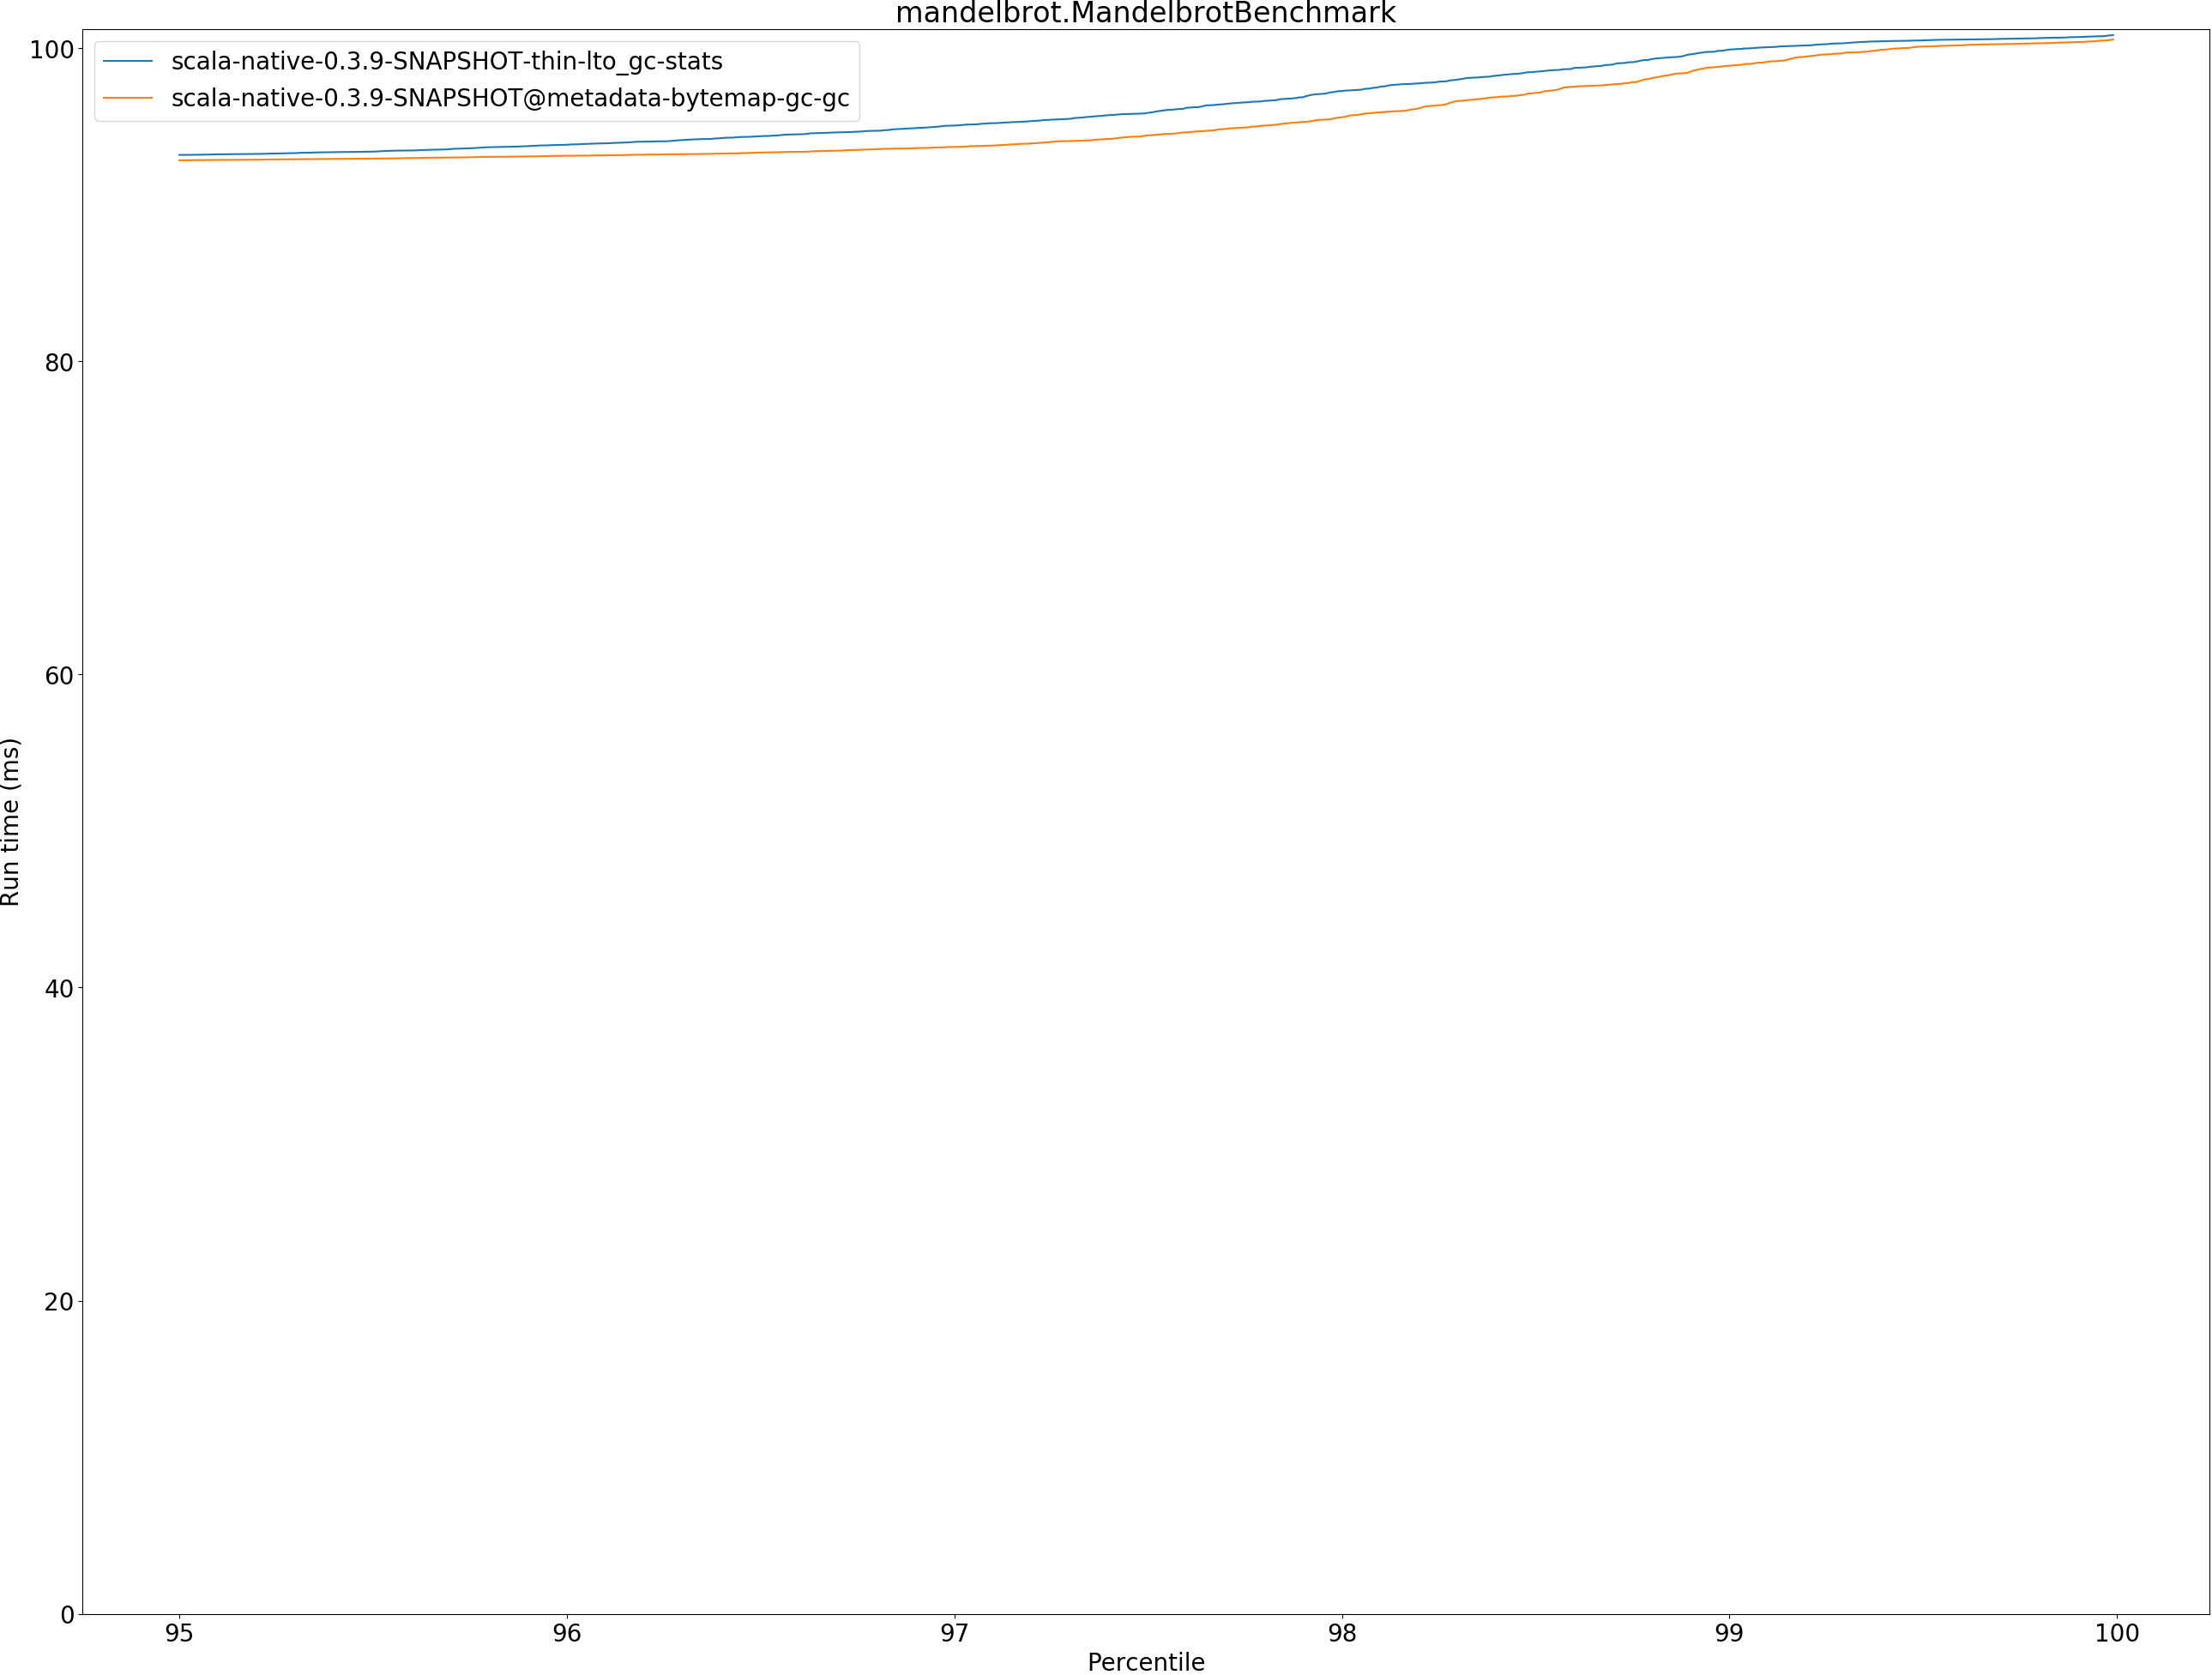 mandelbrot.MandelbrotBenchmark
scala-native-0.3.9-SNAPSHOT-thin-lto_gc-stats
scala-native-0.3.9-SNAPSHOT@metadata-bytemap-gc-gc
100
80
60
40
20
0
Run time (ms)
95 96 97 98 99 100
Percentile